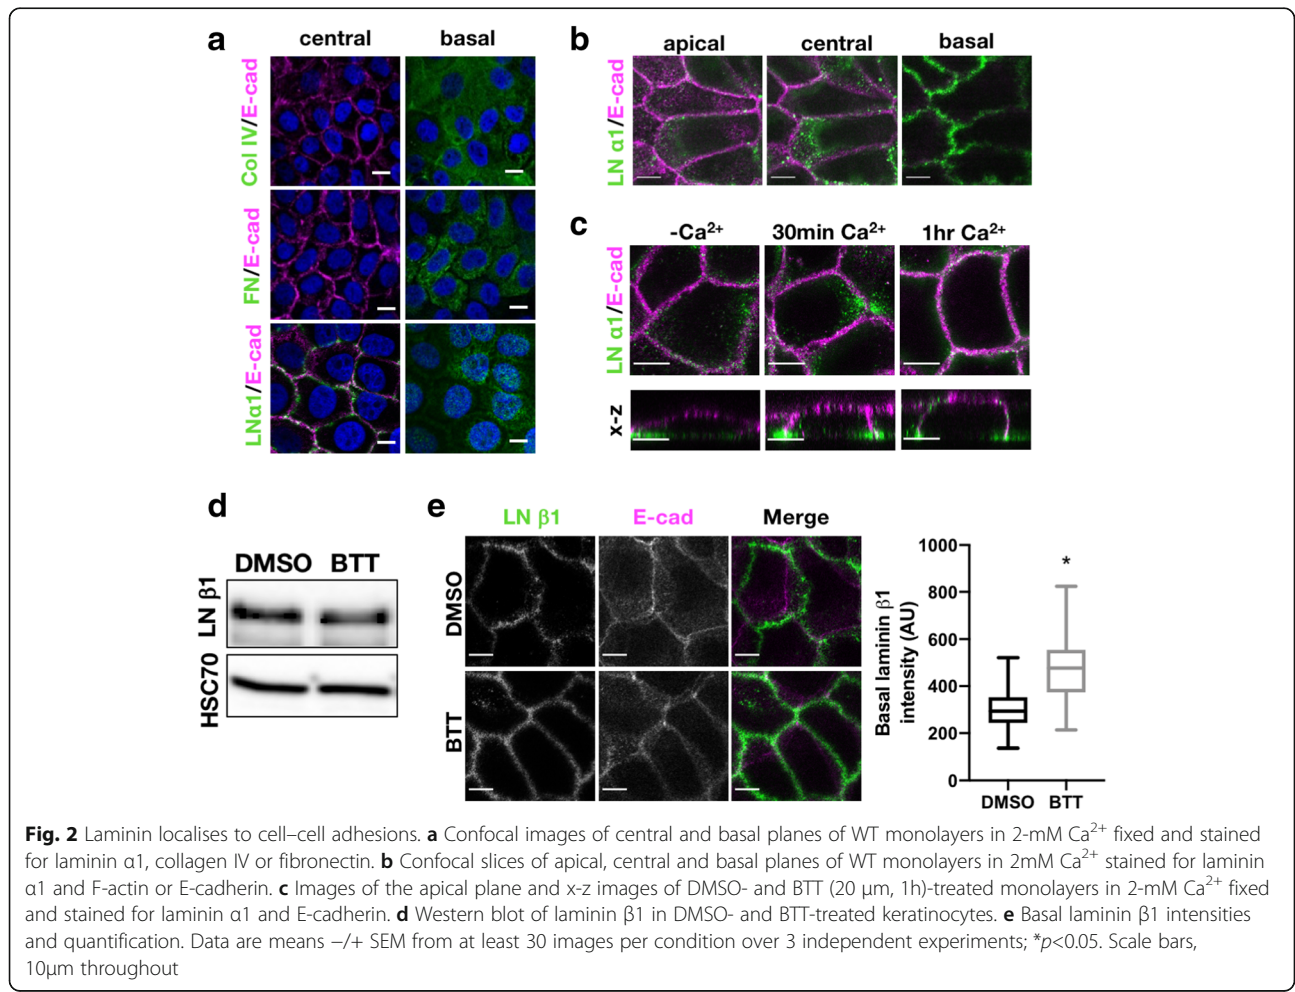 a
central basal
Col IV/E-cad
FN/E-cad
LNα1/E-cad
b
apical central basal
LN α1/E-cad
c
-Ca²⁺ 30min Ca²⁺ 1hr Ca²⁺
LN α1/E-cad
x-z
d
DMSO BTT
LN β1
HSC70
e
LN β1 E-cad Merge
DMSO
BTT
Basal laminin β1
intensity (AU)
1000
800
600
400
200
0
*
DMSO BTT
Fig. 2 Laminin localises to cell–cell adhesions. a Confocal images of central and basal planes of WT monolayers in 2-mM Ca²⁺ fixed and stained
for laminin α1, collagen IV or fibronectin. b Confocal slices of apical, central and basal planes of WT monolayers in 2mM Ca²⁺ stained for laminin
α1 and F-actin or E-cadherin. c Images of the apical plane and x-z images of DMSO- and BTT (20 μm, 1h)-treated monolayers in 2-mM Ca²⁺ fixed
and stained for laminin α1 and E-cadherin. d Western blot of laminin β1 in DMSO- and BTT-treated keratinocytes. e Basal laminin β1 intensities
and quantification. Data are means −/+ SEM from at least 30 images per condition over 3 independent experiments; *p<0.05. Scale bars,
10μm throughout